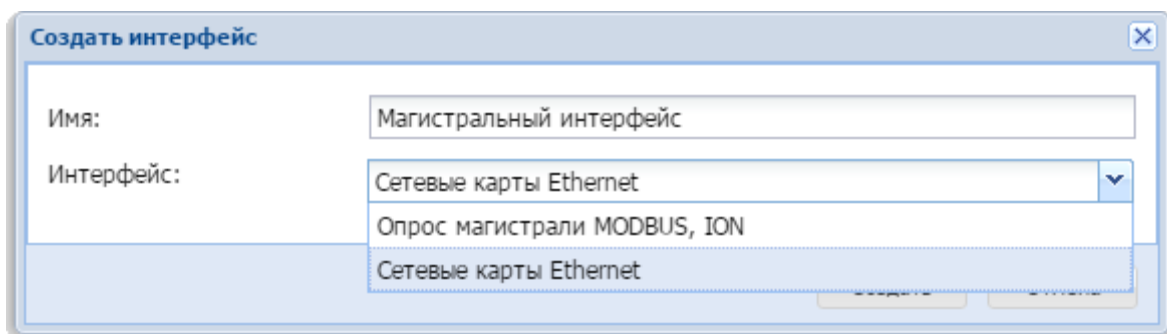 Создать интерфейс
Имя:
Магистральный интерфейс
Интерфейс:
Сетевые карты Ethernet
Опрос магистрали MODBUS, ION
Сетевые карты Ethernet